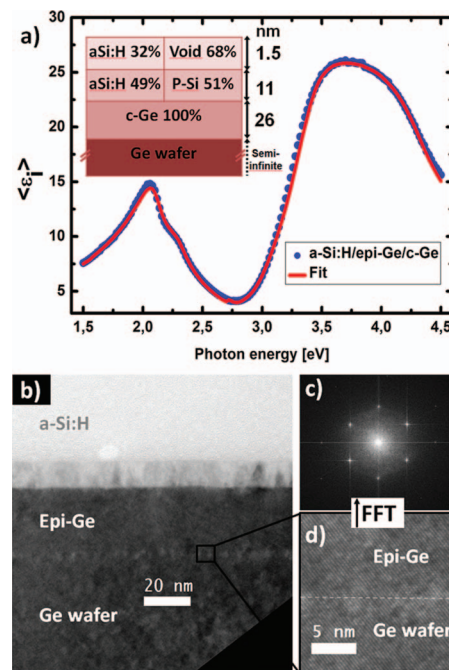 a)
nm
aSi:H 32% Void 68%
1.5
aSi:H 49% P-Si 51%
11
c-Ge 100%
26
Ge wafer
Semi-infinite
<εi>
30
25
20
15
10
5
a-Si:H/epi-Ge/c-Ge
Fit
1,5 2,0 2,5 3,0 3,5 4,0 4,5
Photon energy [eV]
b)
a-Si:H
Epi-Ge
20 nm
Ge wafer
c)
FFT
d)
Epi-Ge
5 nm
Ge wafer